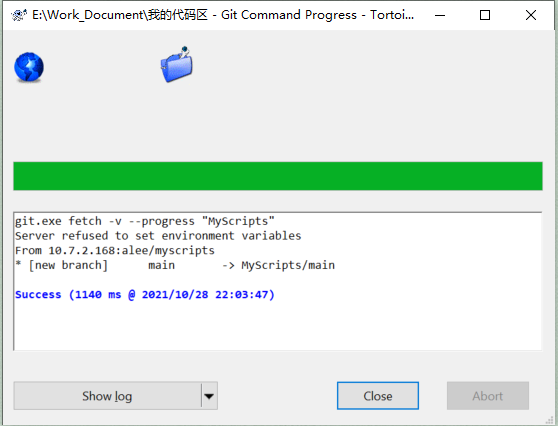 E:\Work_Document\我的代码区 - Git Command Progress - Tortoi...
git.exe fetch -v --progress "MyScripts"
Server refused to set environment variables
From 10.7.2.168:alee/myscripts
* [new branch]      main       -> MyScripts/main
Success (1140 ms @ 2021/10/28 22:03:47)
Show log
Close
Abort